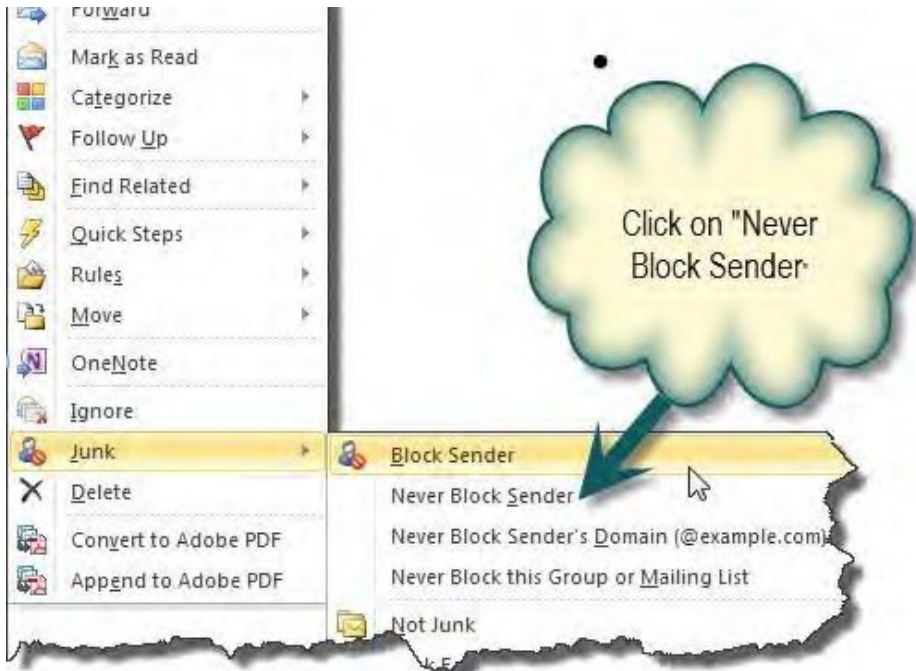 Forward
Mark as Read
Categorize
Follow Up
Find Related
Quick Steps
Rules
Move
OneNote
Ignore
Junk
Delete
Convert to Adobe PDF
Append to Adobe PDF
Block Sender
Never Block Sender
Never Block Sender's Domain (@example.com)
Never Block this Group or Mailing List
Not Junk
Click on "Never
Block Sender"